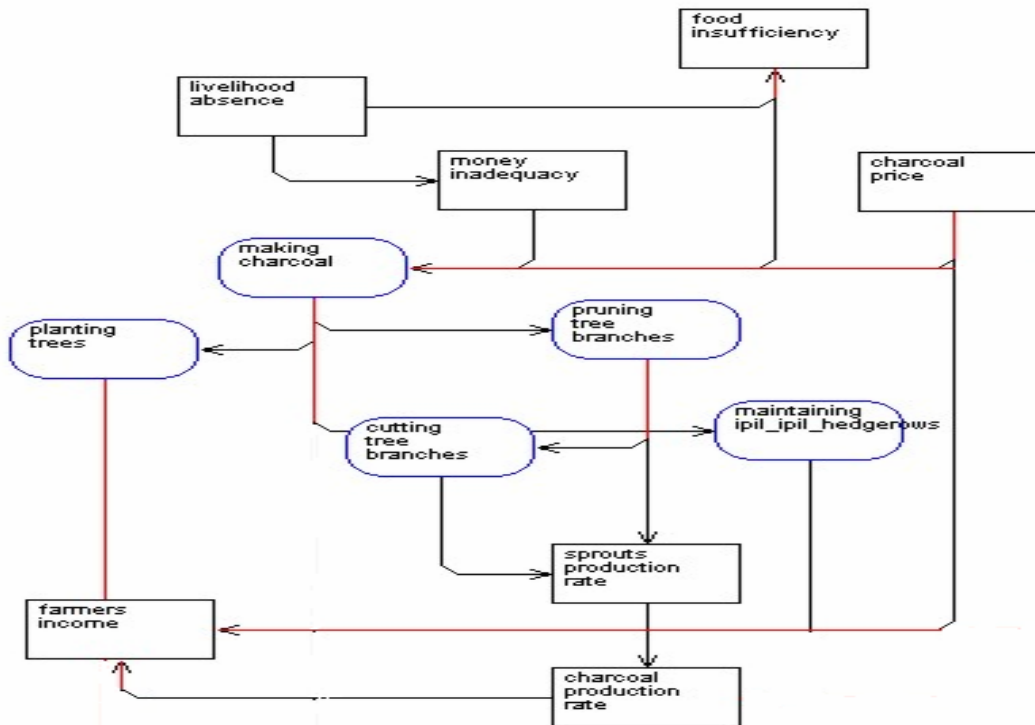 food
insufficiency
livelihood
absence
money
inadequacy
charcoal
price
making
charcoal
pruning
tree
branches
planting
trees
maintaining
ipil_ipil_hedgerows
cutting
tree
branches
sprouts
production
rate
farmers
income
charcoal
production
rate